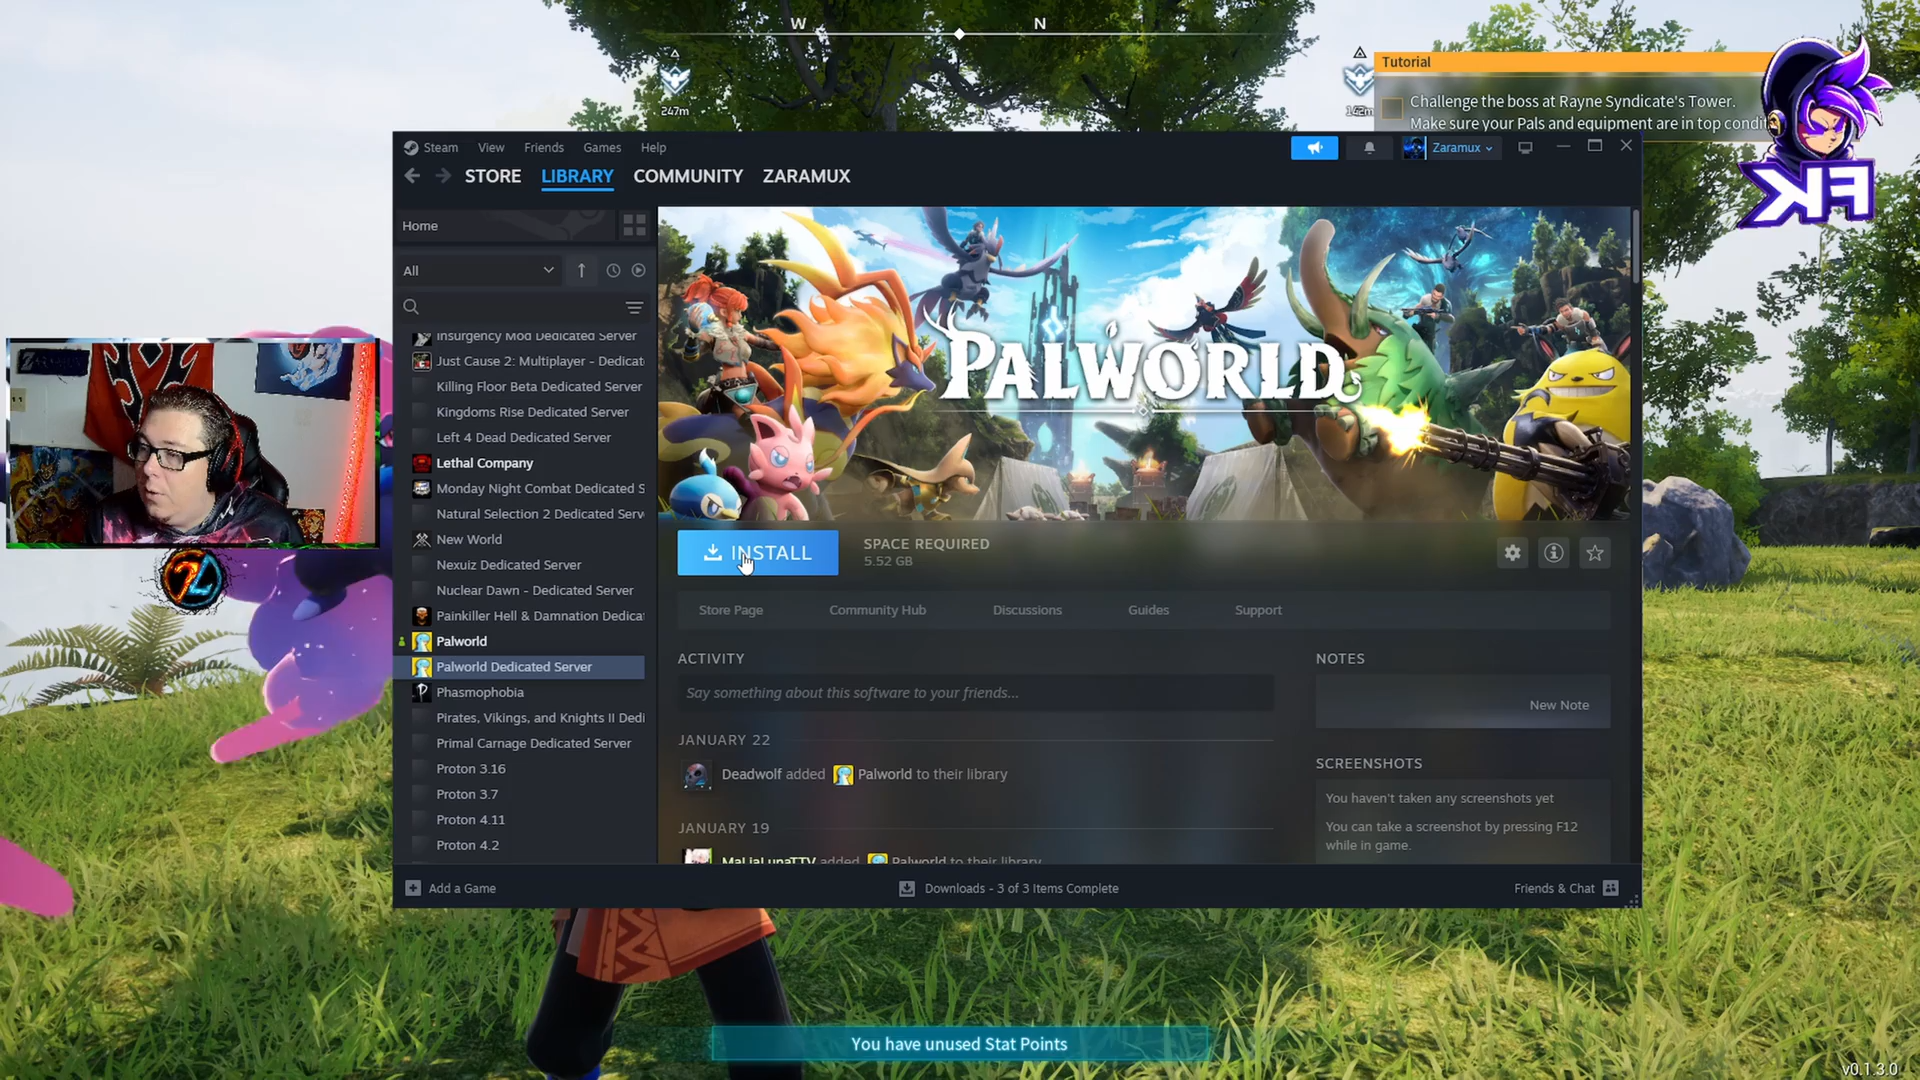 W
N
247m
142m
Tutorial
Challenge the boss at Rayne Syndicate's Tower.
Make sure your Pals and equipment are in top condi
FK
Steam View Friends Games Help
Zaramux
STORE LIBRARY COMMUNITY ZARAMUX
Home
All
Insurgency Mod Dedicated Server
Just Cause 2: Multiplayer - Dedicat
Killing Floor Beta Dedicated Server
Kingdoms Rise Dedicated Server
Left 4 Dead Dedicated Server
Lethal Company
Monday Night Combat Dedicated S
Natural Selection 2 Dedicated Serv
New World
Nexuiz Dedicated Server
Nuclear Dawn - Dedicated Server
Painkiller Hell & Damnation Dedica
Palworld
Palworld Dedicated Server
Phasmophobia
Pirates, Vikings, and Knights II Dedi
Primal Carnage Dedicated Server
Proton 3.16
Proton 3.7
Proton 4.11
Proton 4.2
PALWORLD
INSTALL
SPACE REQUIRED
5.52 GB
Store Page Community Hub Discussions Guides Support
ACTIVITY
Say something about this software to your friends...
JANUARY 22
Deadwolf added Palworld to their library
JANUARY 19
MaLiaLunaTTV added Palworld to their library
NOTES
New Note
SCREENSHOTS
You haven't taken any screenshots yet
You can take a screenshot by pressing F12
while in game.
Add a Game
Downloads - 3 of 3 Items Complete
Friends & Chat
You have unused Stat Points
v0.1.3.0